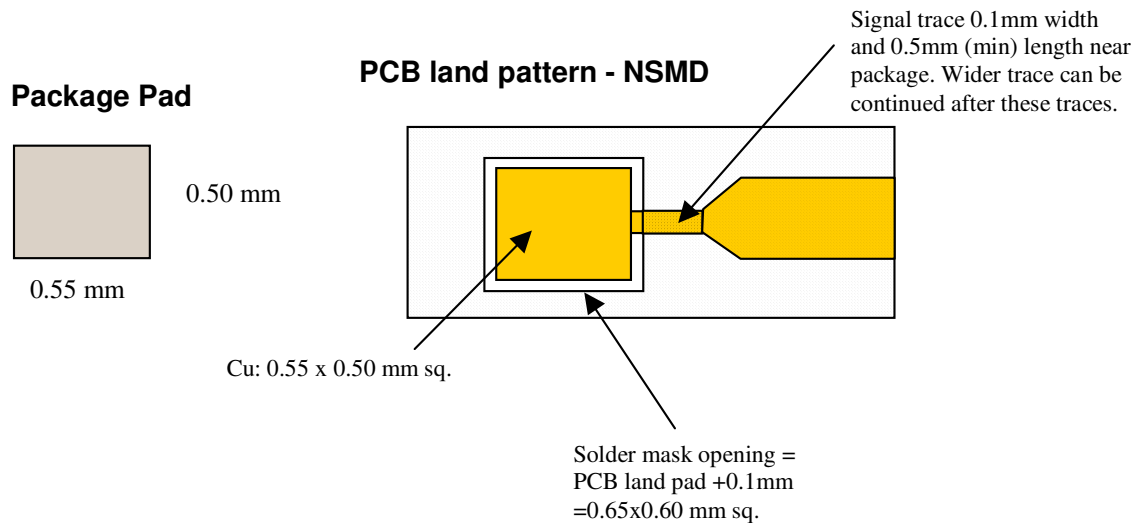 Signal trace 0.1mm width
and 0.5mm (min) length near
package. Wider trace can be
continued after these traces.
PCB land pattern - NSMD
Package Pad
0.50 mm
0.55 mm
Cu: 0.55 x 0.50 mm sq.
Solder mask opening =
PCB land pad +0.1mm
=0.65x0.60 mm sq.